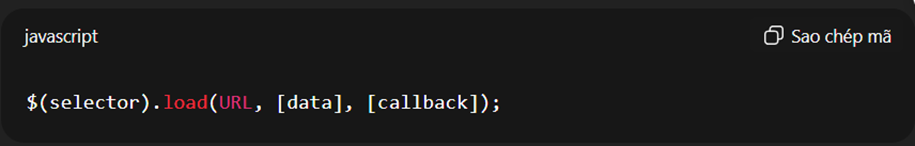 javascript
Sao chép mã
$(selector).load(URL, [data], [callback]);